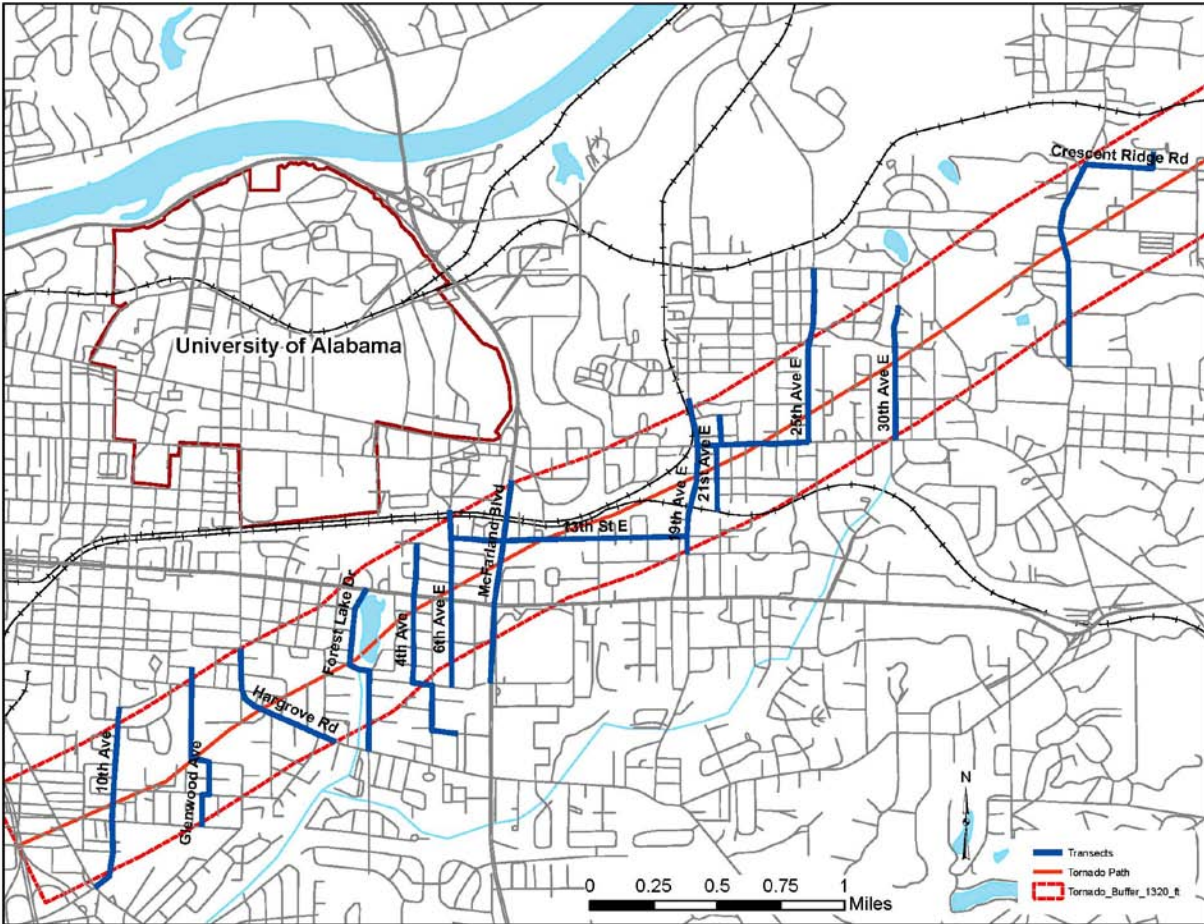 Crescent Ridge Rd
University of Alabama
25th Ave E
30th Ave E
21st Ave E
19th Ave E
McFarland Blvd
13th St E
Forest Lake Dr
4th Ave
6th Ave E
Hargrove Rd
10th Ave
Glenwood Ave
N
0 0.25 0.5 0.75 1
Miles
Transects
Tornado Path
Tornado_Buffer_1320_ft